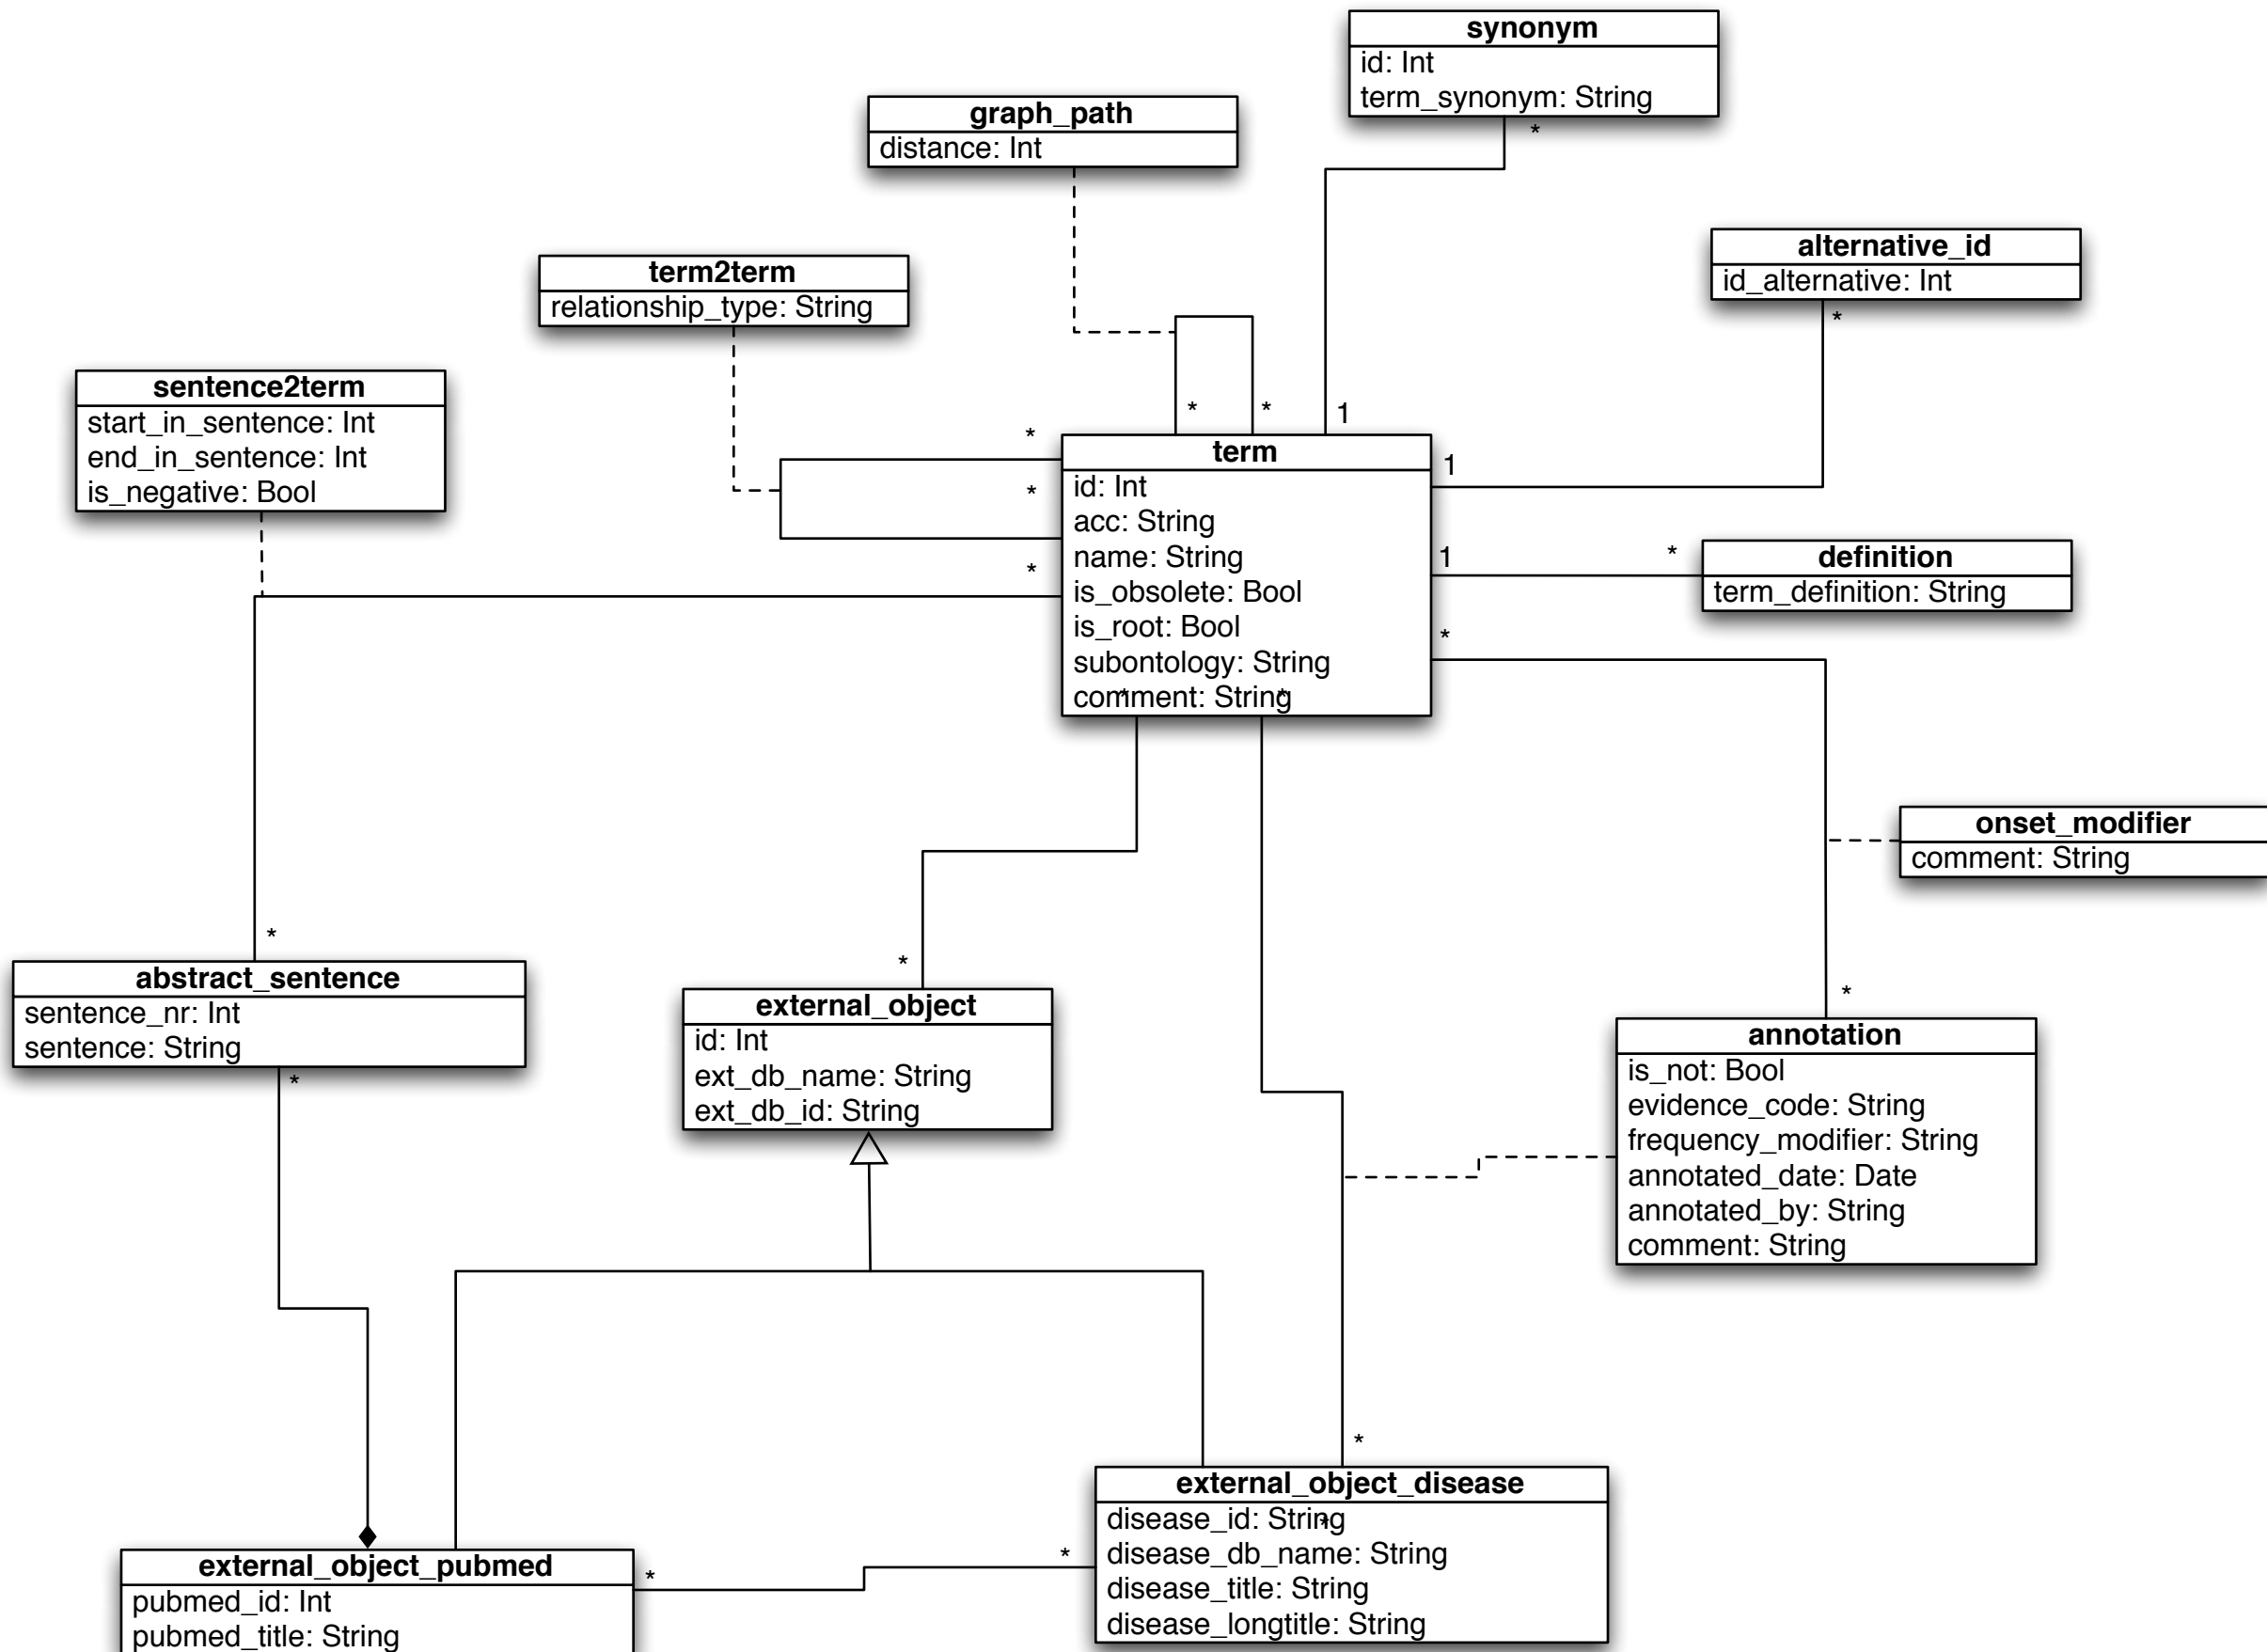 synonym
id: Int
term_synonym: String
*
graph_path
distance: Int
alternative_id
id_alternative: Int
*
term2term
relationship_type: String
sentence2term
start_in_sentence: Int
end_in_sentence: Int
is_negative: Bool
* * 1
*
*
*
term
id: Int
acc: String
name: String
is_obsolete: Bool
is_root: Bool
subontology: String
comment: String
* *
1
1 *
*
definition
term_definition: String
onset_modifier
comment: String
*
abstract_sentence
sentence_nr: Int
sentence: String
*
*
external_object
id: Int
ext_db_name: String
ext_db_id: String
*
annotation
is_not: Bool
evidence_code: String
frequency_modifier: String
annotated_date: Date
annotated_by: String
comment: String
*
external_object_disease
disease_id: String
*
disease_db_name: String
disease_title: String
disease_longtitle: String
external_object_pubmed
pubmed_id: Int
pubmed_title: String
* *